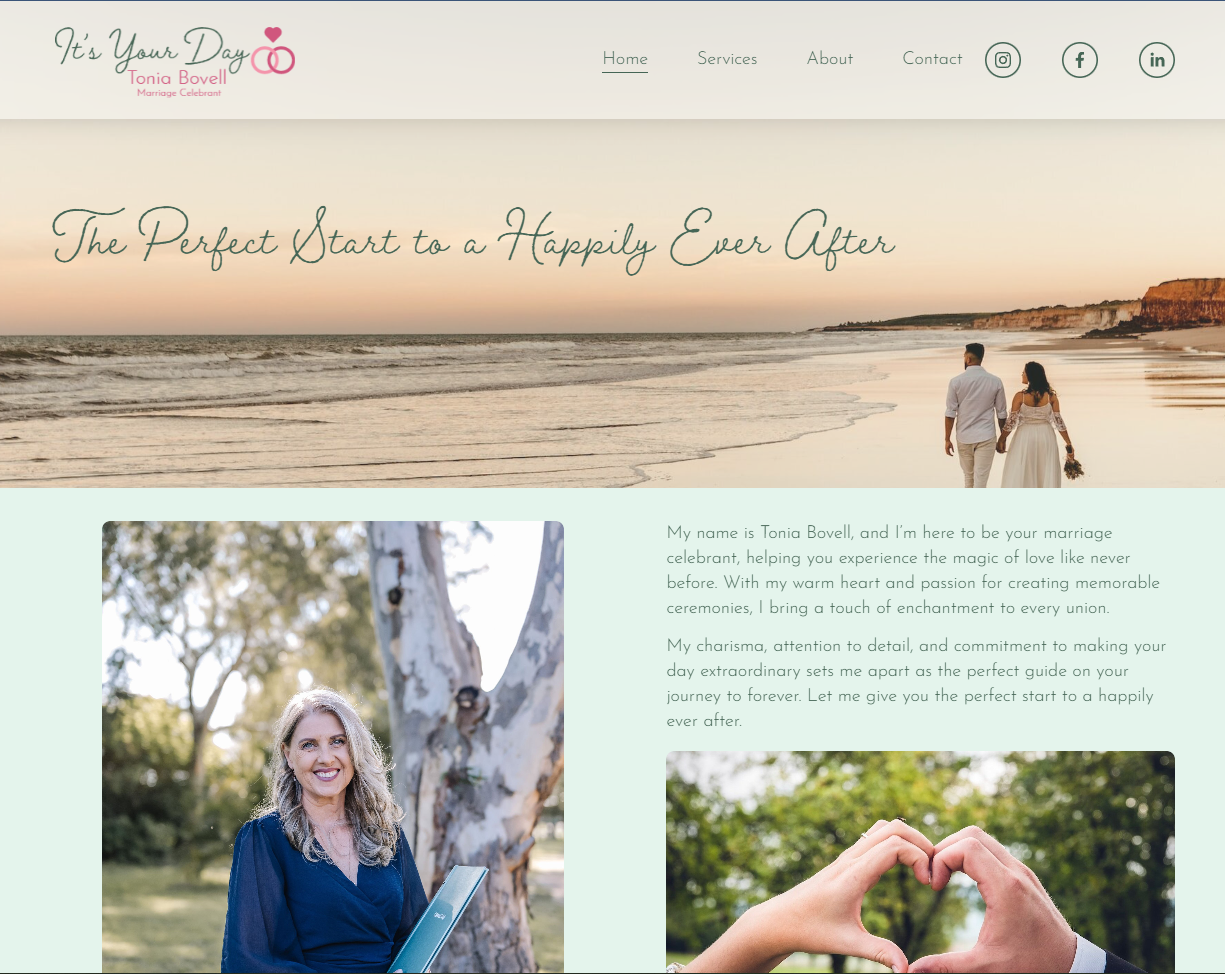 It's Your Day
Tonia Bovell
Marriage Celebrant
Home Services About Contact
The Perfect Start to a Happily Ever After
My name is Tonia Bovell, and I'm here to be your marriage
celebrant, helping you experience the magic of love like never
before. With my warm heart and passion for creating memorable
ceremonies, I bring a touch of enchantment to every union.
My charisma, attention to detail, and commitment to making your
day extraordinary sets me apart as the perfect guide on your
journey to forever. Let me give you the perfect start to a happily
ever after.